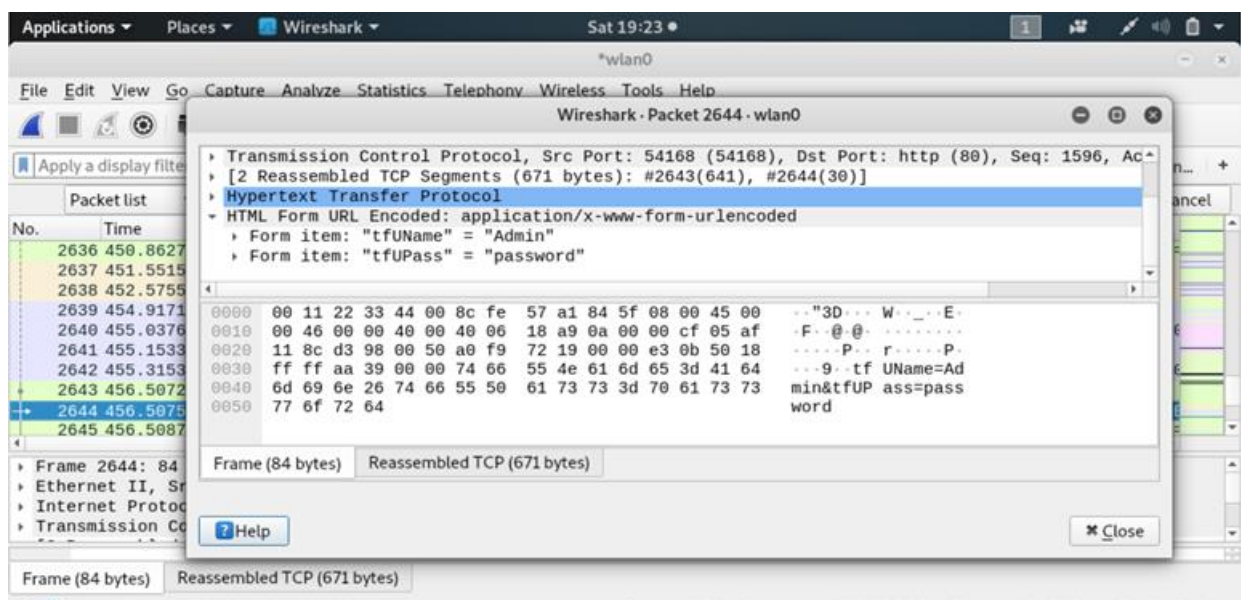 Applications Places Wireshark Sat 19:23 1
*wlan0
File Edit View Go Capture Analyze Statistics Telephony Wireless Tools Help
Wireshark · Packet 2644 · wlan0
Apply a display filte
Packet list
No. Time
2636 450.8627
2637 451.5515
2638 452.5755
2639 454.9171
2640 455.0376
2641 455.1533
2642 455.3153
2643 456.5072
2644 456.5075
2645 456.5087
Transmission Control Protocol, Src Port: 54168 (54168), Dst Port: http (80), Seq: 1596, Ac
[2 Reassembled TCP Segments (671 bytes): #2643(641), #2644(30)]
Hypertext Transfer Protocol
HTML Form URL Encoded: application/x-www-form-urlencoded
Form item: "tfUName" = "Admin"
Form item: "tfUPass" = "password"
0000 00 11 22 33 44 00 8c fe 57 a1 84 5f 08 00 45 00 ··"3D··· W··_··E·
0010 00 46 00 00 40 00 40 06 18 a9 0a 00 00 cf 05 af ·F··@·@· ········
0020 11 8c d3 98 00 50 a0 f9 72 19 00 00 e3 0b 50 18 ·····P·· r·····P·
0030 ff ff aa 39 00 00 74 66 55 4e 61 6d 65 3d 41 64 ···9··tf UName=Ad
0040 6d 69 6e 26 74 66 55 50 61 73 73 3d 70 61 73 73 min&tfUP ass=pass
0050 77 6f 72 64 word
Frame (84 bytes) Reassembled TCP (671 bytes)
Help Close
n... +
ancel
Frame 2644: 84
Ethernet II, Sr
Internet Protoc
Transmission Co
Frame (84 bytes) Reassembled TCP (671 bytes)